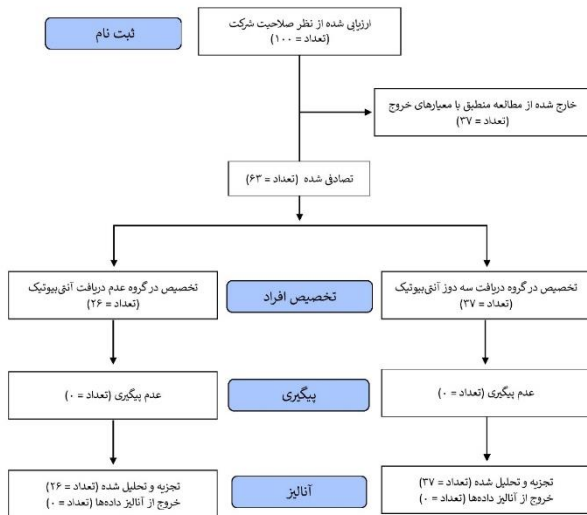 ثبت نام
ارزیابی شده از نظر صلاحیت شرکت
(تعداد = ۱۰۰)
خارج شده از مطالعه منطبق با معیارهای خروج
(تعداد = ۳۷)
تصادفی شده (تعداد = ۶۳)
تخصیص در گروه دریافت سه دوز آنتی‌بیوتیک
(تعداد = ۳۷)
تخصیص افراد
تخصیص در گروه عدم دریافت آنتی‌بیوتیک
(تعداد = ۲۶)
عدم پیگیری (تعداد = ۰)
پیگیری
عدم پیگیری (تعداد = ۰)
تجزیه و تحلیل شده (تعداد = ۳۷)
خروج از آنالیز داده‌ها (تعداد = ۰)
آنالیز
تجزیه و تحلیل شده (تعداد = ۲۶)
خروج از آنالیز داده‌ها (تعداد = ۰)